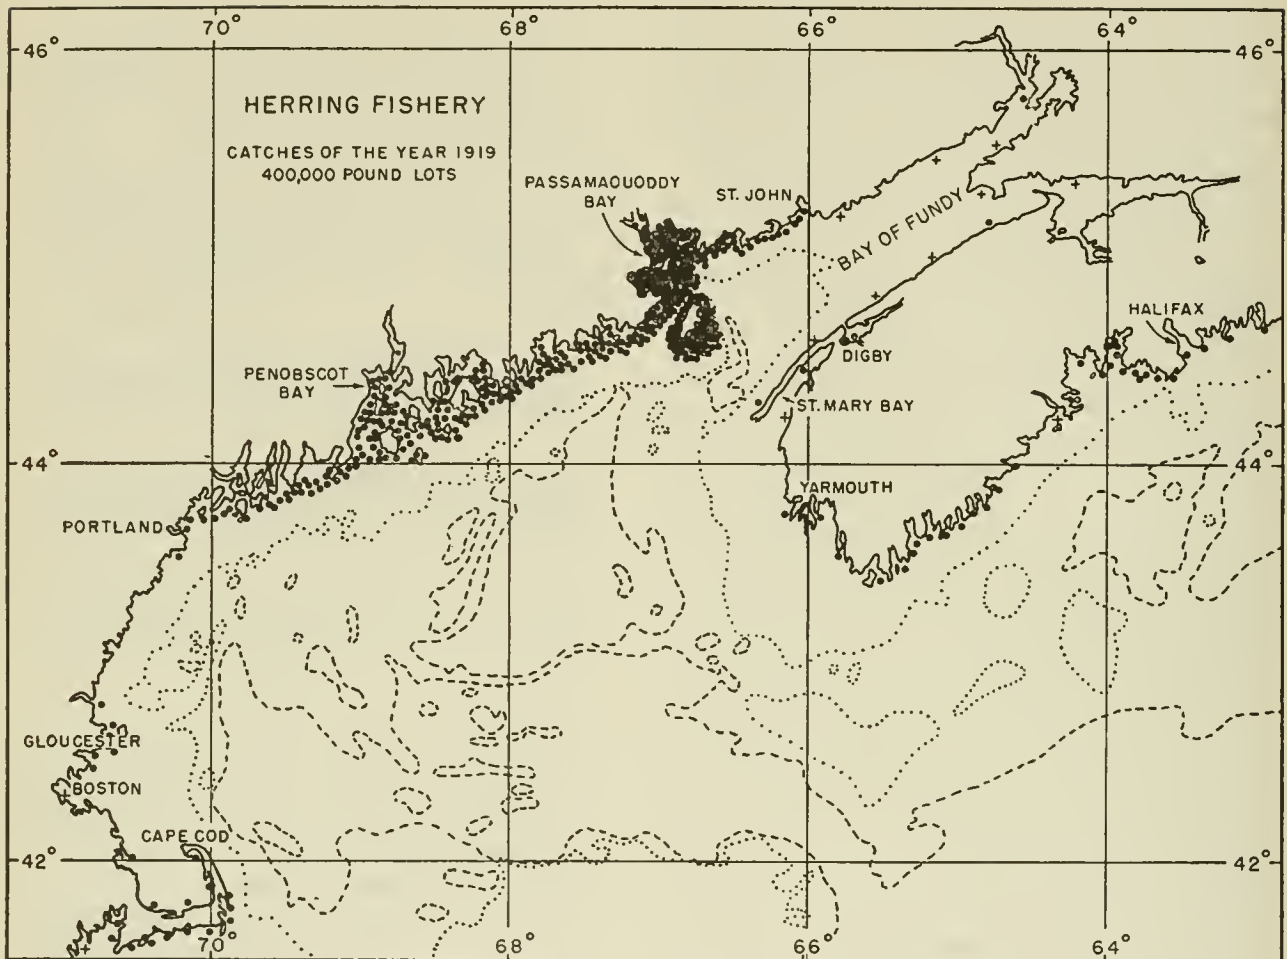 70° 68° 66° 64°
46° 46°
HERRING FISHERY
CATCHES OF THE YEAR 1919
400,000 POUND LOTS
PASSAMAQUODDY
BAY
ST. JOHN
BAY OF FUNDY
HALIFAX
DIGBY
PENOBSCOT
BAY
ST. MARY BAY
44° 44°
YARMOUTH
PORTLAND
GLOUCESTER
BOSTON
CAPE COD
42° 42°
70° 68° 66° 64°